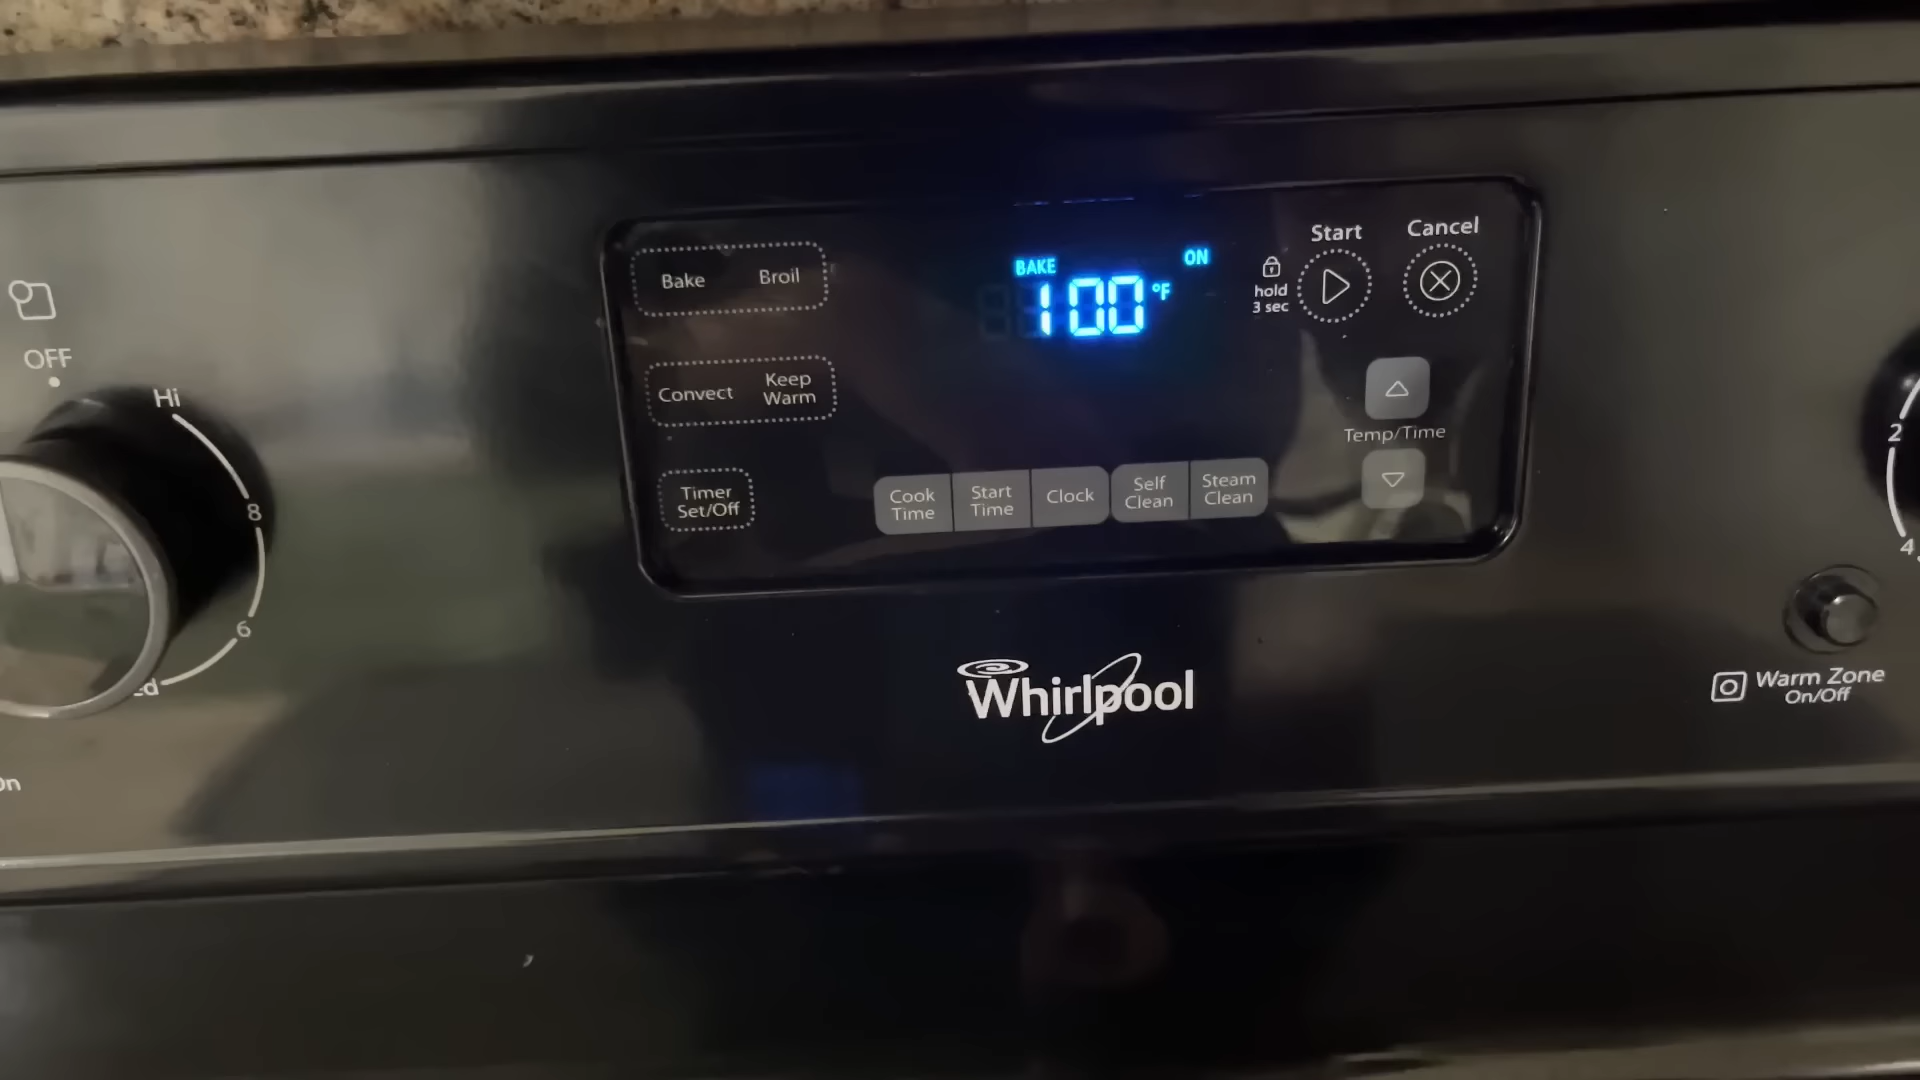 Start
Cancel
BAKE
ON
Bake
Broil
100 °F
hold
3 sec
OFF
Hi
Convect
Keep
Warm
Temp/Time
2
Timer
Set/Off
Cook
Time
Start
Time
Clock
Self
Clean
Steam
Clean
8
4
6
Whirlpool
Warm Zone
On/Off